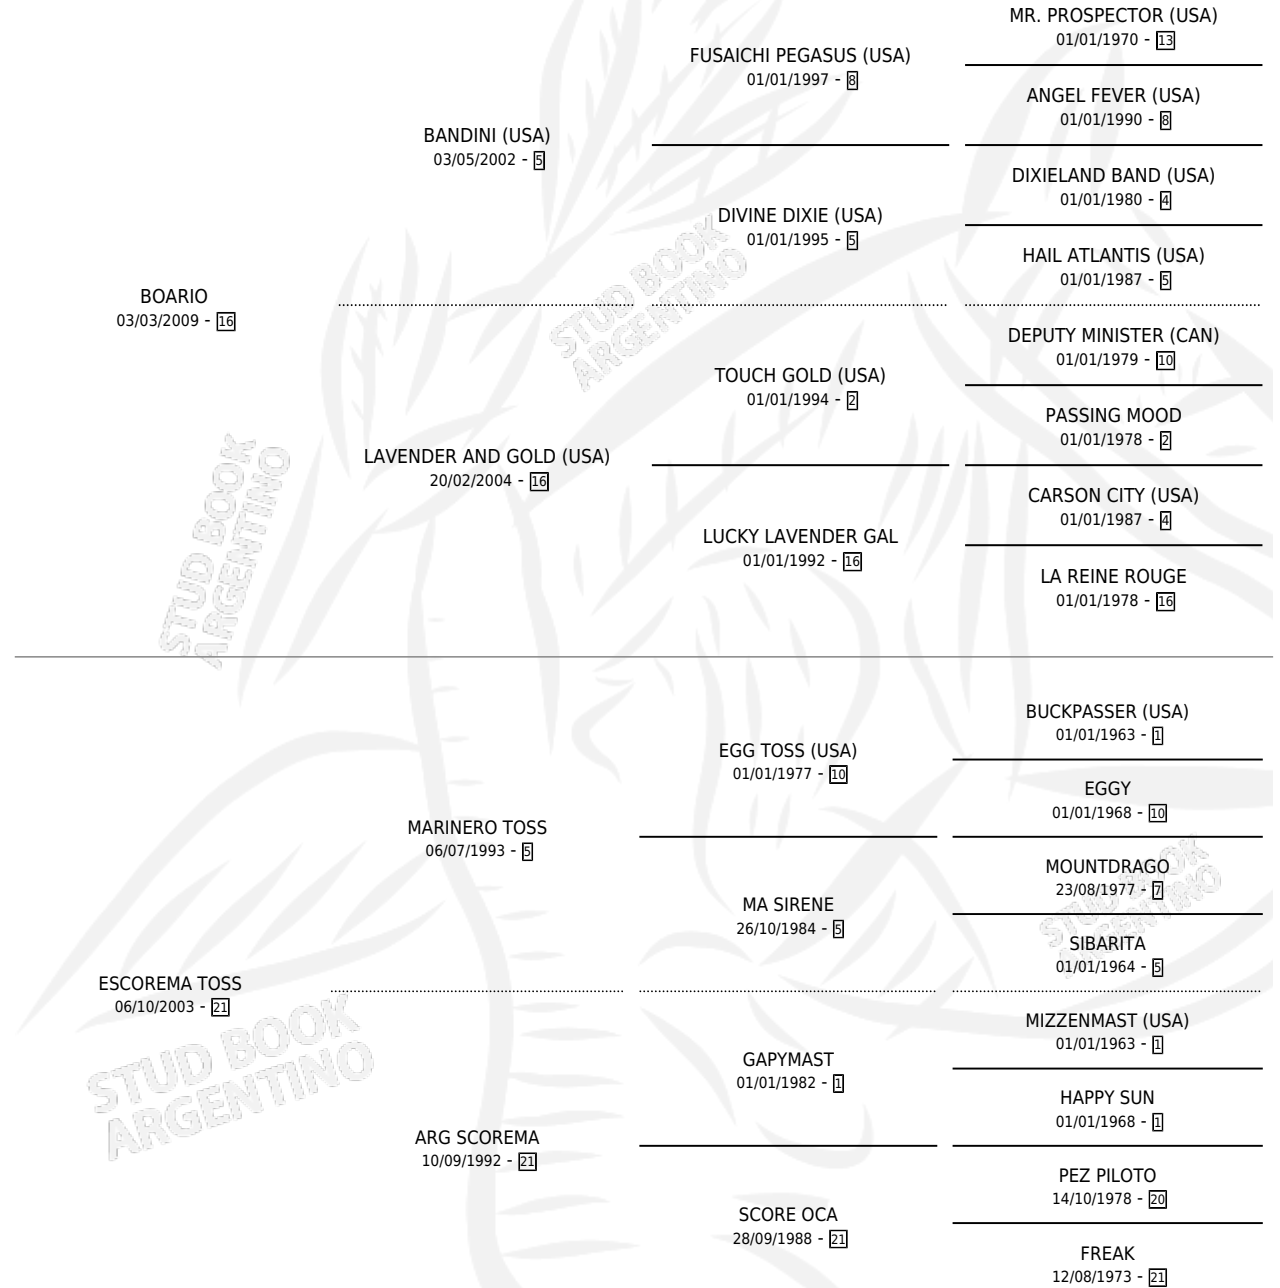 MR. PROSPECTOR (USA)
01/01/1970 - 13
FUSAICHI PEGASUS (USA)
01/01/1997 - 8
ANGEL FEVER (USA)
01/01/1990 - 8
BANDINI (USA)
03/05/2002 - 5
DIXIELAND BAND (USA)
01/01/1980 - 4
DIVINE DIXIE (USA)
01/01/1995 - 5
HAIL ATLANTIS (USA)
01/01/1987 - 5
BOARIO
03/03/2009 - 16
STUD BOOK
ARGENTINO
DEPUTY MINISTER (CAN)
01/01/1979 - 10
TOUCH GOLD (USA)
01/01/1994 - 2
PASSING MOOD
01/01/1978 - 2
LAVENDER AND GOLD (USA)
20/02/2004 - 16
CARSON CITY (USA)
01/01/1987 - 4
LUCKY LAVENDER GAL
01/01/1992 - 16
LA REINE ROUGE
01/01/1978 - 16
STUD BOOK
ARGENTINO
BUCKPASSER (USA)
01/01/1963 - 1
EGG TOSS (USA)
01/01/1977 - 10
EGGY
01/01/1968 - 10
MARINERO TOSS
06/07/1993 - 5
MOUNTDRAGO
23/08/1977 - 7
MA SIRENE
26/10/1984 - 5
SIBARITA
01/01/1964 - 5
STUD BOOK
ARGENTINO
ESCOREMA TOSS
06/10/2003 - 21
MIZZENMAST (USA)
01/01/1963 - 1
GAPYMAST
01/01/1982 - 1
HAPPY SUN
01/01/1968 - 1
STUD BOOK
ARGENTINO
ARG SCOREMA
10/09/1992 - 21
PEZ PILOTO
14/10/1978 - 20
SCORE OCA
28/09/1988 - 21
FREAK
12/08/1973 - 21